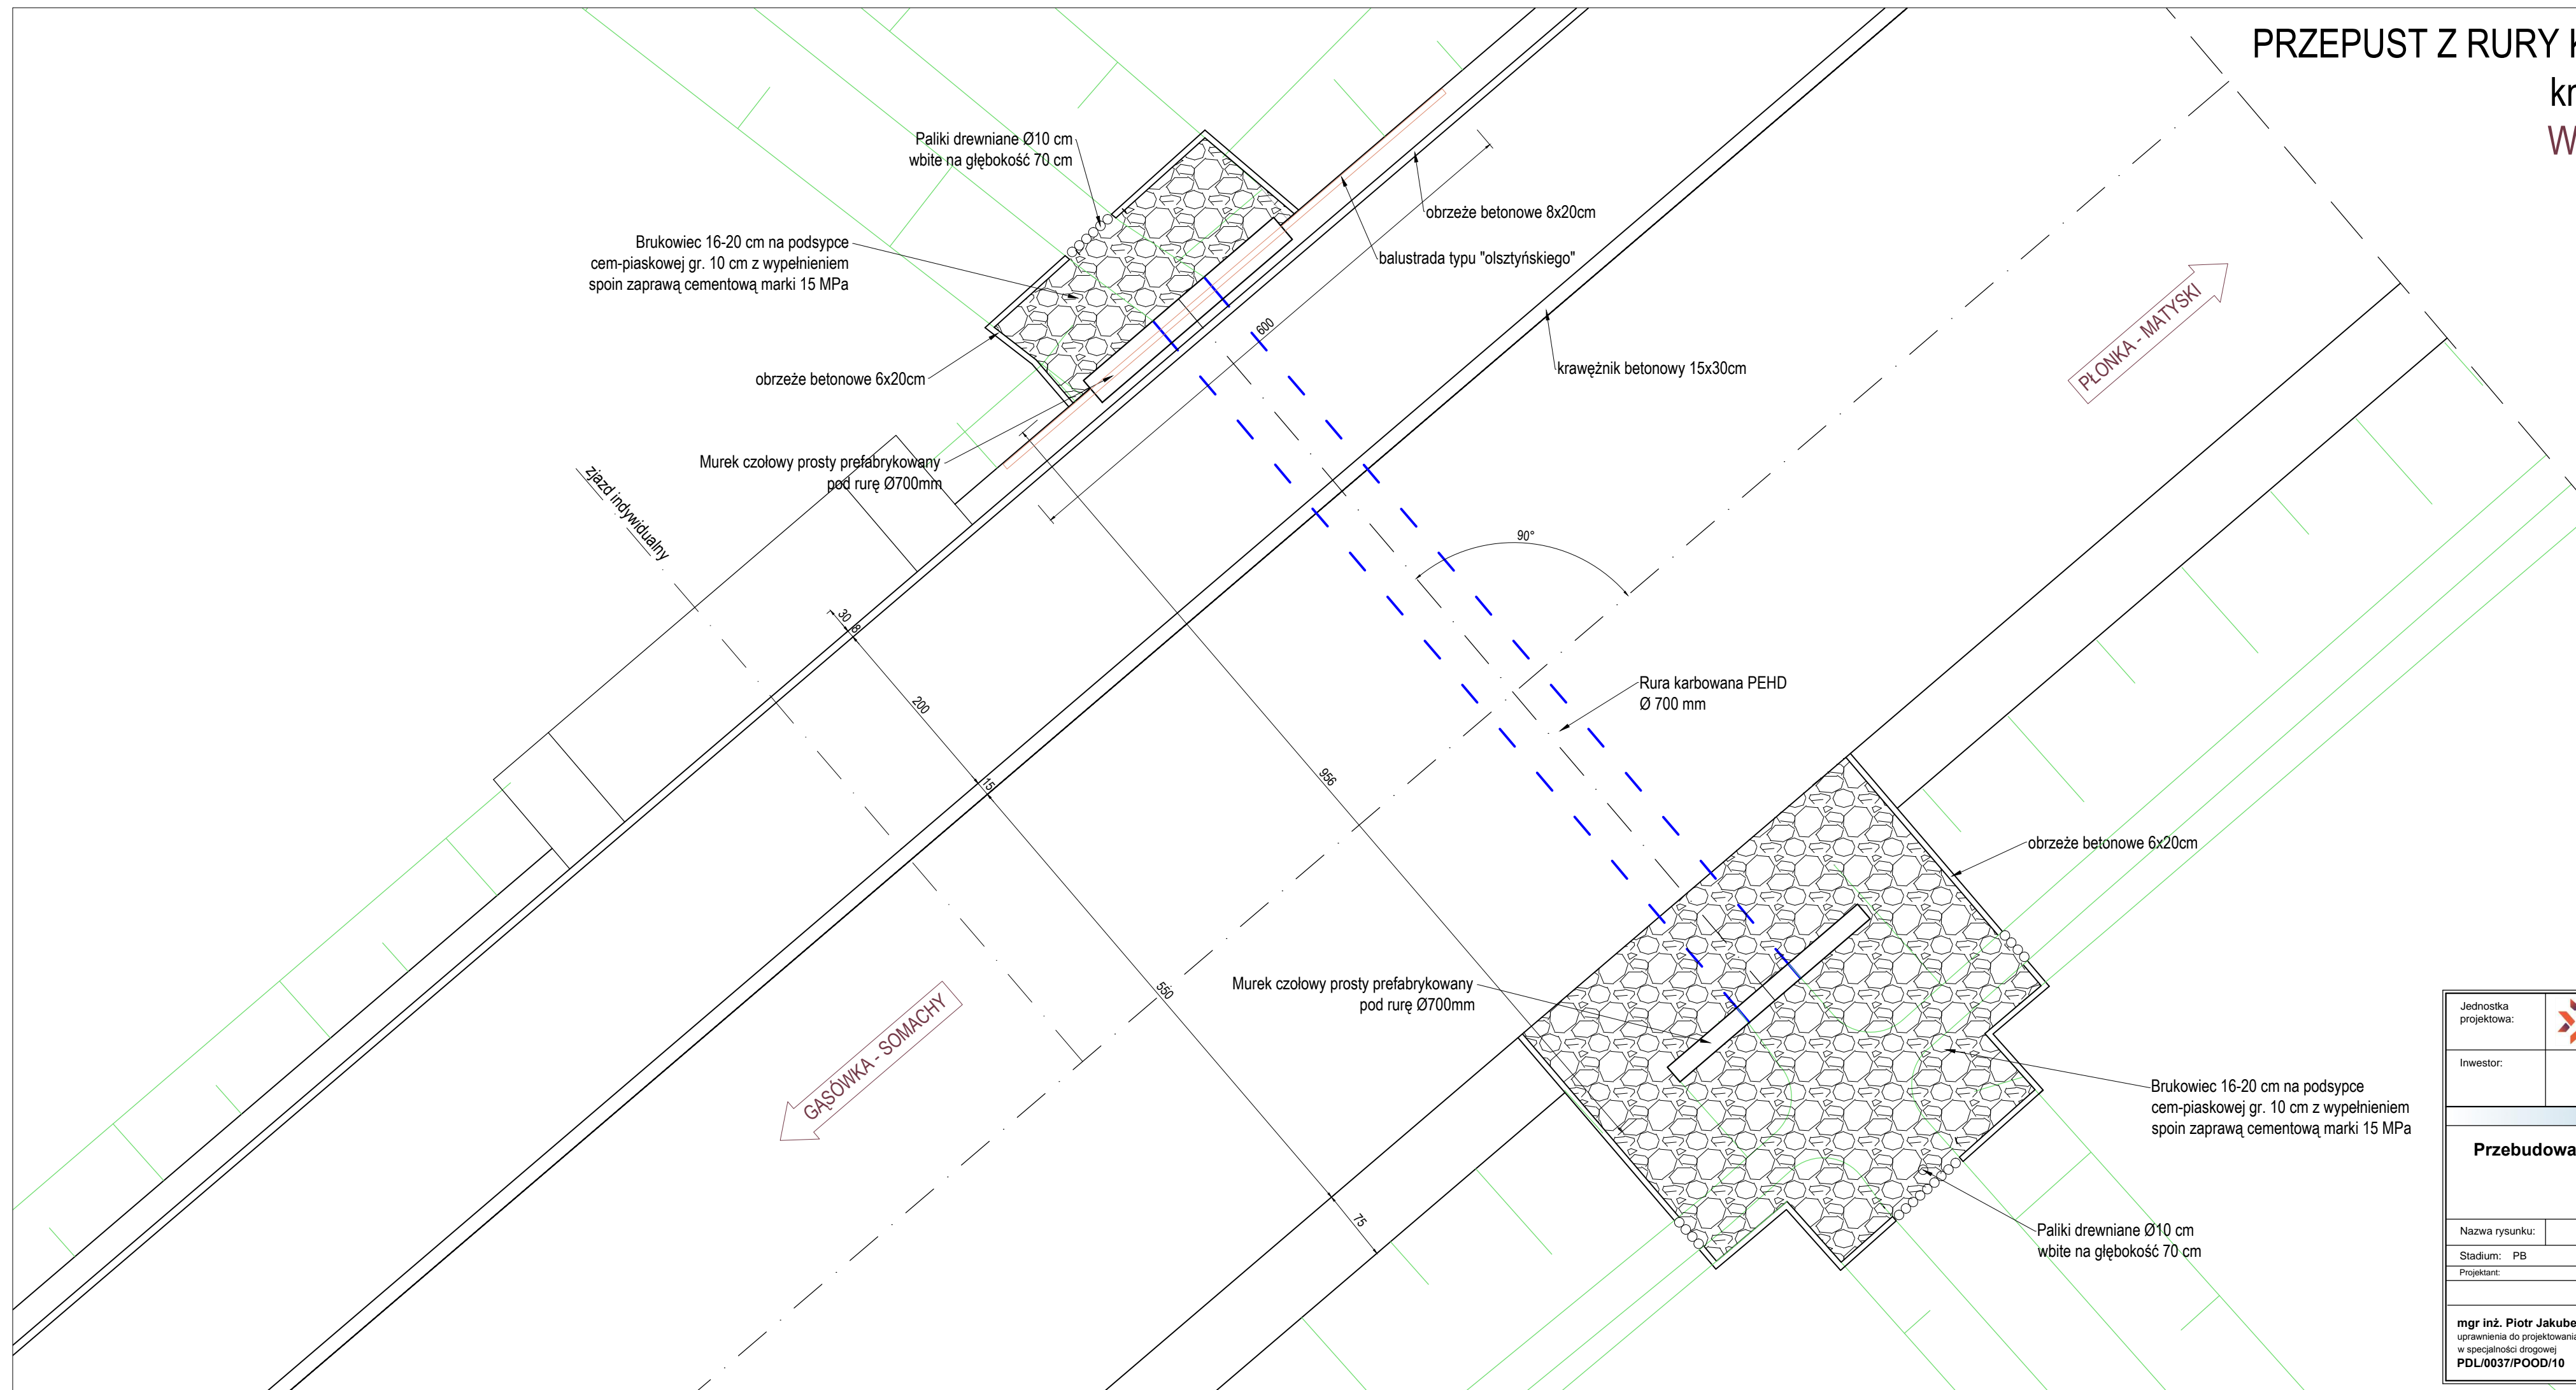 PRZEPUST Z RURY
Paliki drewniane Ø10 cm
wbite na głębokość 70 cm
Brukowiec 16-20 cm na podsypce
cem-piaskowej gr. 10 cm z wypełnieniem
spoin zaprawą cementową marki 15 MPa
obrzeże betonowe 6x20cm
Murek czołowy prosty prefabrykowany
pod rurę Ø700mm
zjazd indywidualny
obrzeże betonowe 8x20cm
balustrada typu "olsztyńskiego"
600
krawężnik betonowy 15x30cm
PŁONKA - MATYSKI
90°
30
8
200
15
956
550
75
Rura karbowana PEHD
Ø 700 mm
obrzeże betonowe 6x20cm
GĄSÓWKA - SOMACHY
Murek czołowy prosty prefabrykowany
pod rurę Ø700mm
Brukowiec 16-20 cm na podsypce
cem-piaskowej gr. 10 cm z wypełnieniem
spoin zaprawą cementową marki 15 MPa
Paliki drewniane Ø10 cm
wbite na głębokość 70 cm
Jednostka
projektowa:
Inwestor:
Przebudowa
Nazwa rysunku:
Stadium: PB
Projektant:
mgr inż. Piotr Jakube
uprawnienia do projektowania
w specjalności drogowej
PDL/0037/POOD/10